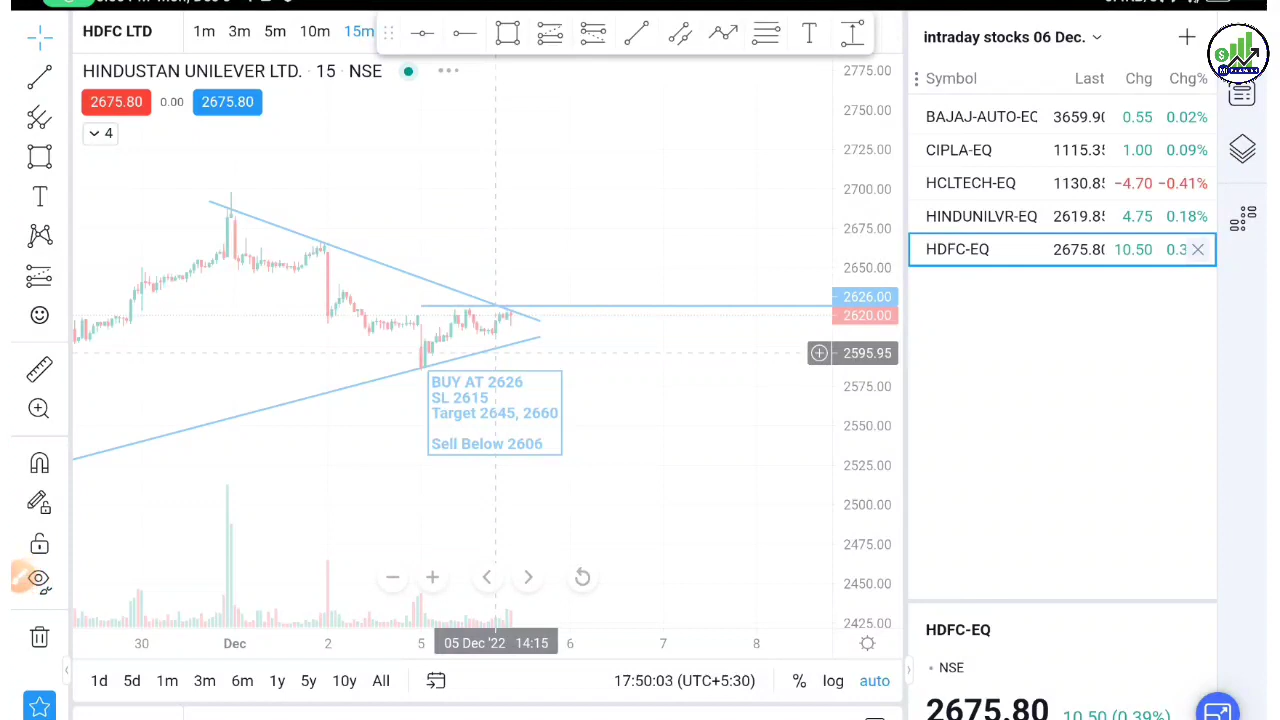 HDFC LTD 1m 3m 5m 10m 15m
HINDUSTAN UNILEVER LTD. · 15 · NSE
2675.80 0.00 2675.80
4
BUY AT 2626
SL 2615
Target 2645, 2660
Sell Below 2606
2775.00
2750.00
2725.00
2700.00
2675.00
2650.00
2626.00
2620.00
2595.95
2575.00
2550.00
2525.00
2500.00
2475.00
2450.00
2425.00
30 Dec 2 5 05 Dec '22 14:15 6 7 8
1d 5d 1m 3m 6m 1y 5y 10y All 17:50:03 (UTC+5:30) % log auto
intraday stocks 06 Dec.
Symbol Last Chg Chg%
BAJAJ-AUTO-EQ 3659.90 0.55 0.02%
CIPLA-EQ 1115.35 1.00 0.09%
HCLTECH-EQ 1130.85 −4.70 −0.41%
HINDUNILVR-EQ 2619.85 4.75 0.18%
HDFC-EQ 2675.80 10.50 0.3
HDFC-EQ
• NSE
2675.80 10.50 (0.39%)